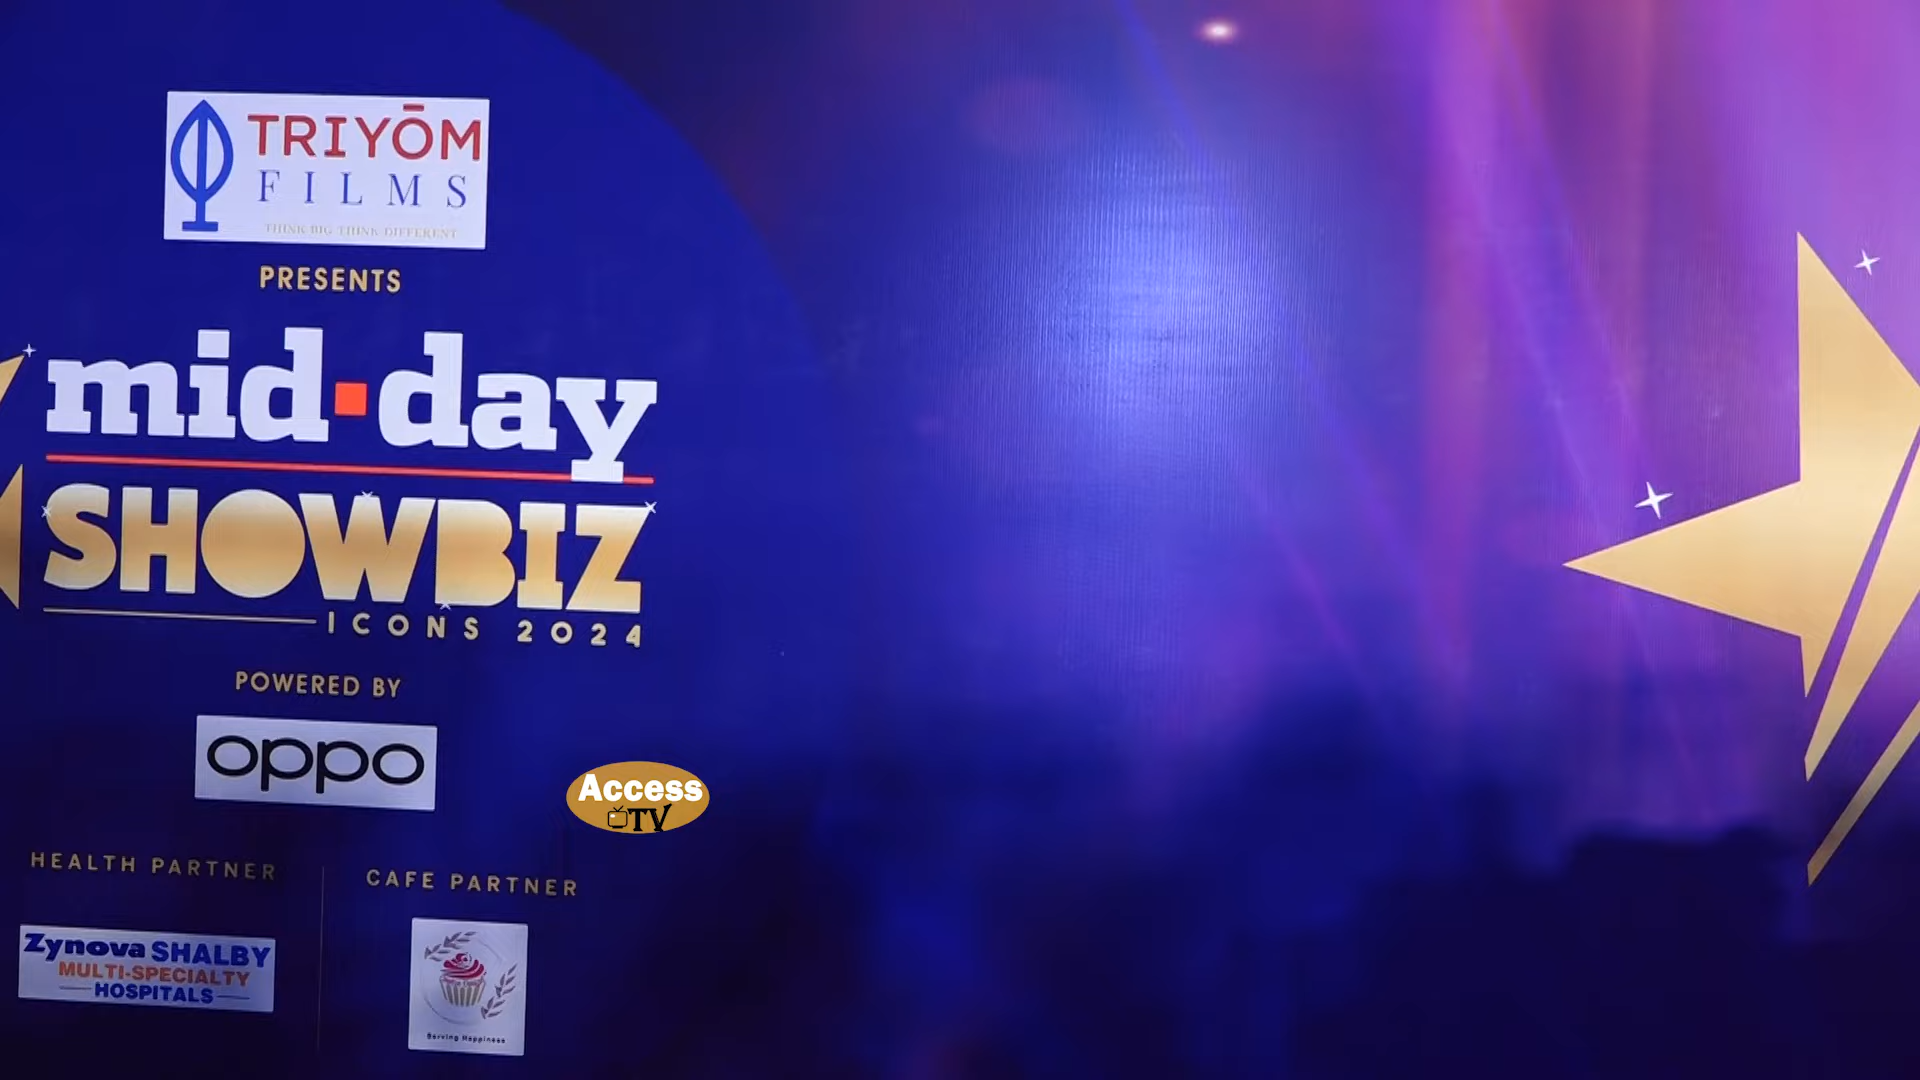 TRIYŌM
FILMS
THINK BIG THINK DIFFERENT
PRESENTS
mid-day
SHOWBIZ
ICONS 2024
POWERED BY
oppo
Access
TV
HEALTH PARTNER
CAFE PARTNER
Zynova SHALBY
MULTI-SPECIALTY
HOSPITALS
Serving Happiness